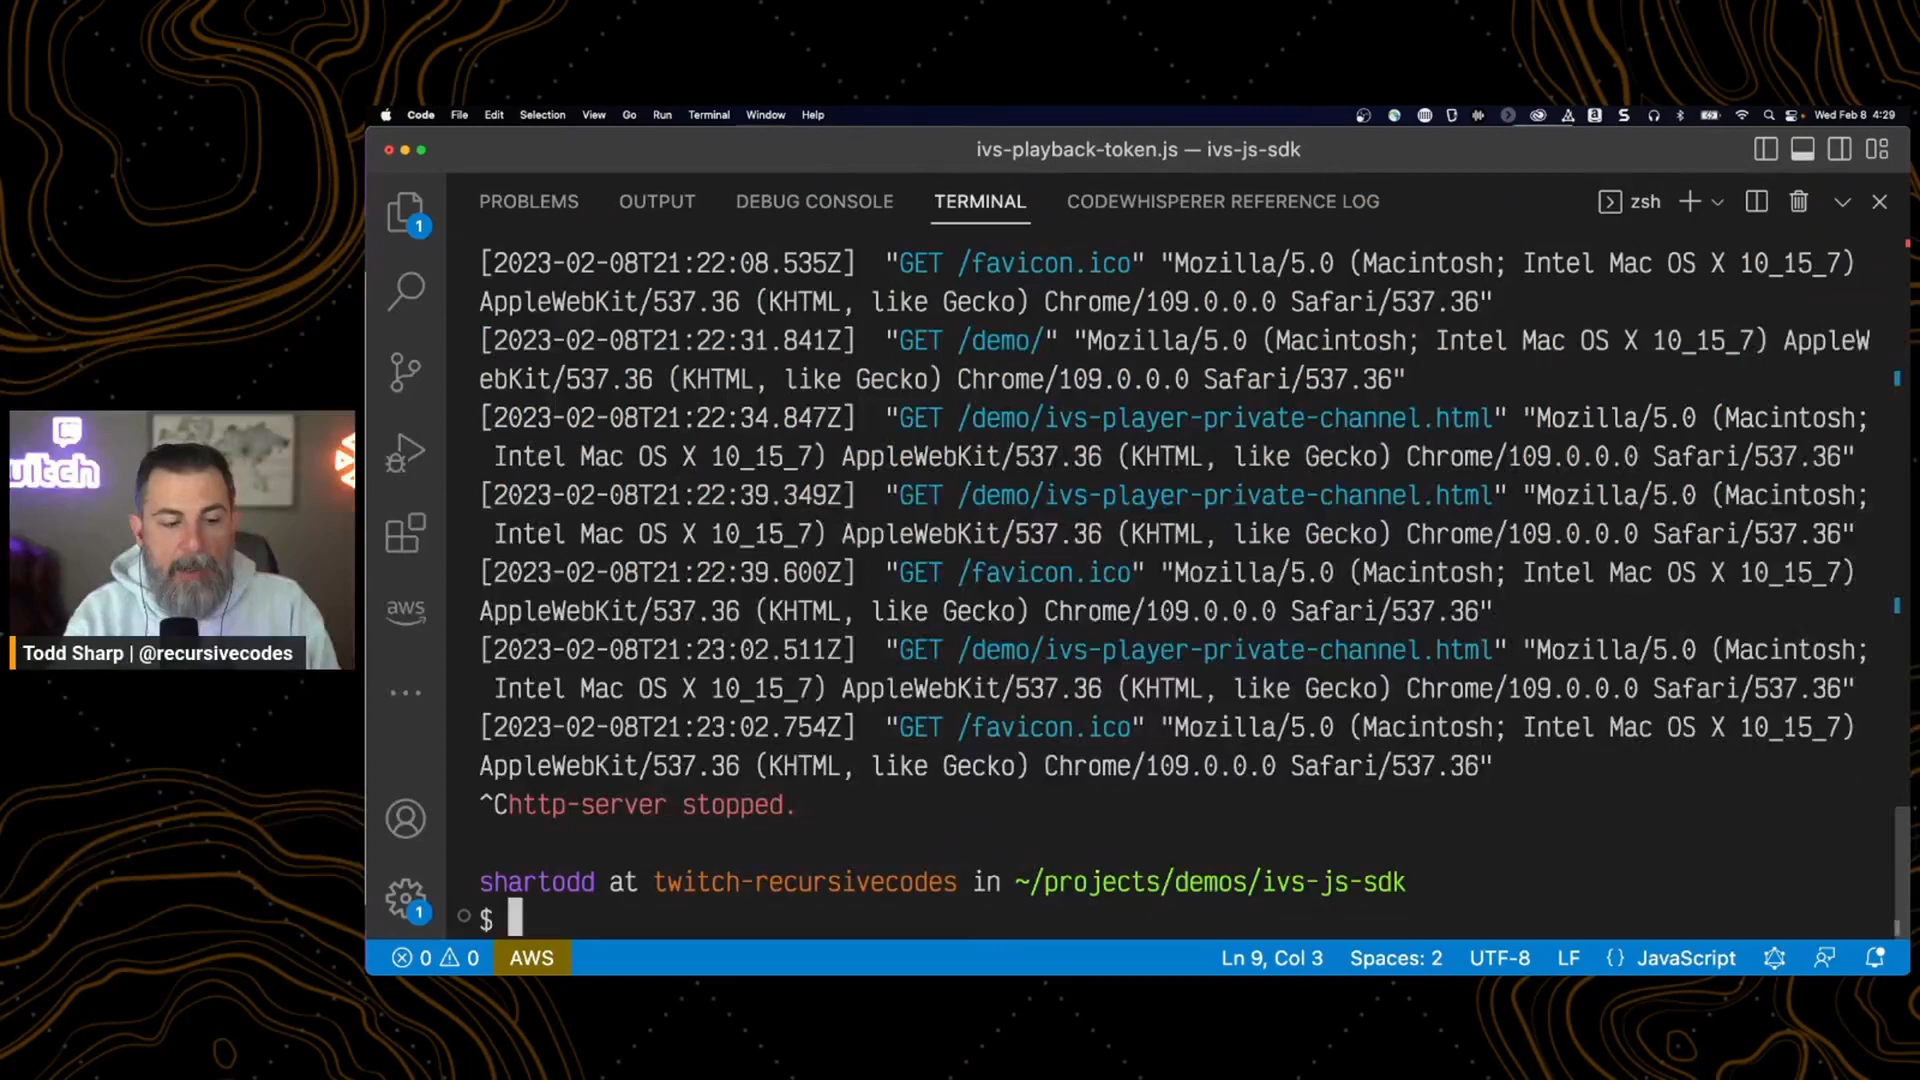 Code File Edit Selection View Go Run Terminal Window Help Wed Feb 8 4:29
ivs-playback-token.js — ivs-js-sdk
PROBLEMS OUTPUT DEBUG CONSOLE TERMINAL CODEWHISPERER REFERENCE LOG zsh
[2023-02-08T21:22:08.535Z] "GET /favicon.ico" "Mozilla/5.0 (Macintosh; Intel Mac OS X 10_15_7)
AppleWebKit/537.36 (KHTML, like Gecko) Chrome/109.0.0.0 Safari/537.36"
[2023-02-08T21:22:31.841Z] "GET /demo/" "Mozilla/5.0 (Macintosh; Intel Mac OS X 10_15_7) AppleW
ebKit/537.36 (KHTML, like Gecko) Chrome/109.0.0.0 Safari/537.36"
[2023-02-08T21:22:34.847Z] "GET /demo/ivs-player-private-channel.html" "Mozilla/5.0 (Macintosh;
Intel Mac OS X 10_15_7) AppleWebKit/537.36 (KHTML, like Gecko) Chrome/109.0.0.0 Safari/537.36"
[2023-02-08T21:22:39.349Z] "GET /demo/ivs-player-private-channel.html" "Mozilla/5.0 (Macintosh;
Intel Mac OS X 10_15_7) AppleWebKit/537.36 (KHTML, like Gecko) Chrome/109.0.0.0 Safari/537.36"
[2023-02-08T21:22:39.600Z] "GET /favicon.ico" "Mozilla/5.0 (Macintosh; Intel Mac OS X 10_15_7)
AppleWebKit/537.36 (KHTML, like Gecko) Chrome/109.0.0.0 Safari/537.36"
[2023-02-08T21:23:02.511Z] "GET /demo/ivs-player-private-channel.html" "Mozilla/5.0 (Macintosh;
Intel Mac OS X 10_15_7) AppleWebKit/537.36 (KHTML, like Gecko) Chrome/109.0.0.0 Safari/537.36"
[2023-02-08T21:23:02.754Z] "GET /favicon.ico" "Mozilla/5.0 (Macintosh; Intel Mac OS X 10_15_7)
AppleWebKit/537.36 (KHTML, like Gecko) Chrome/109.0.0.0 Safari/537.36"
^Chttp-server stopped.
shartodd at twitch-recursivecodes in ~/projects/demos/ivs-js-sdk
$
1
aws
1
0 0 AWS Ln 9, Col 3 Spaces: 2 UTF-8 LF {} JavaScript
witch
Todd Sharp | @recursivecodes